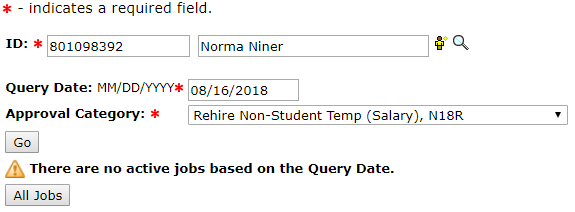 * - indicates a required field.
ID: * 801098392 Norma Niner
Query Date: MM/DD/YYYY* 08/16/2018
Approval Category: * Rehire Non-Student Temp (Salary), N18R
Go
There are no active jobs based on the Query Date.
All Jobs